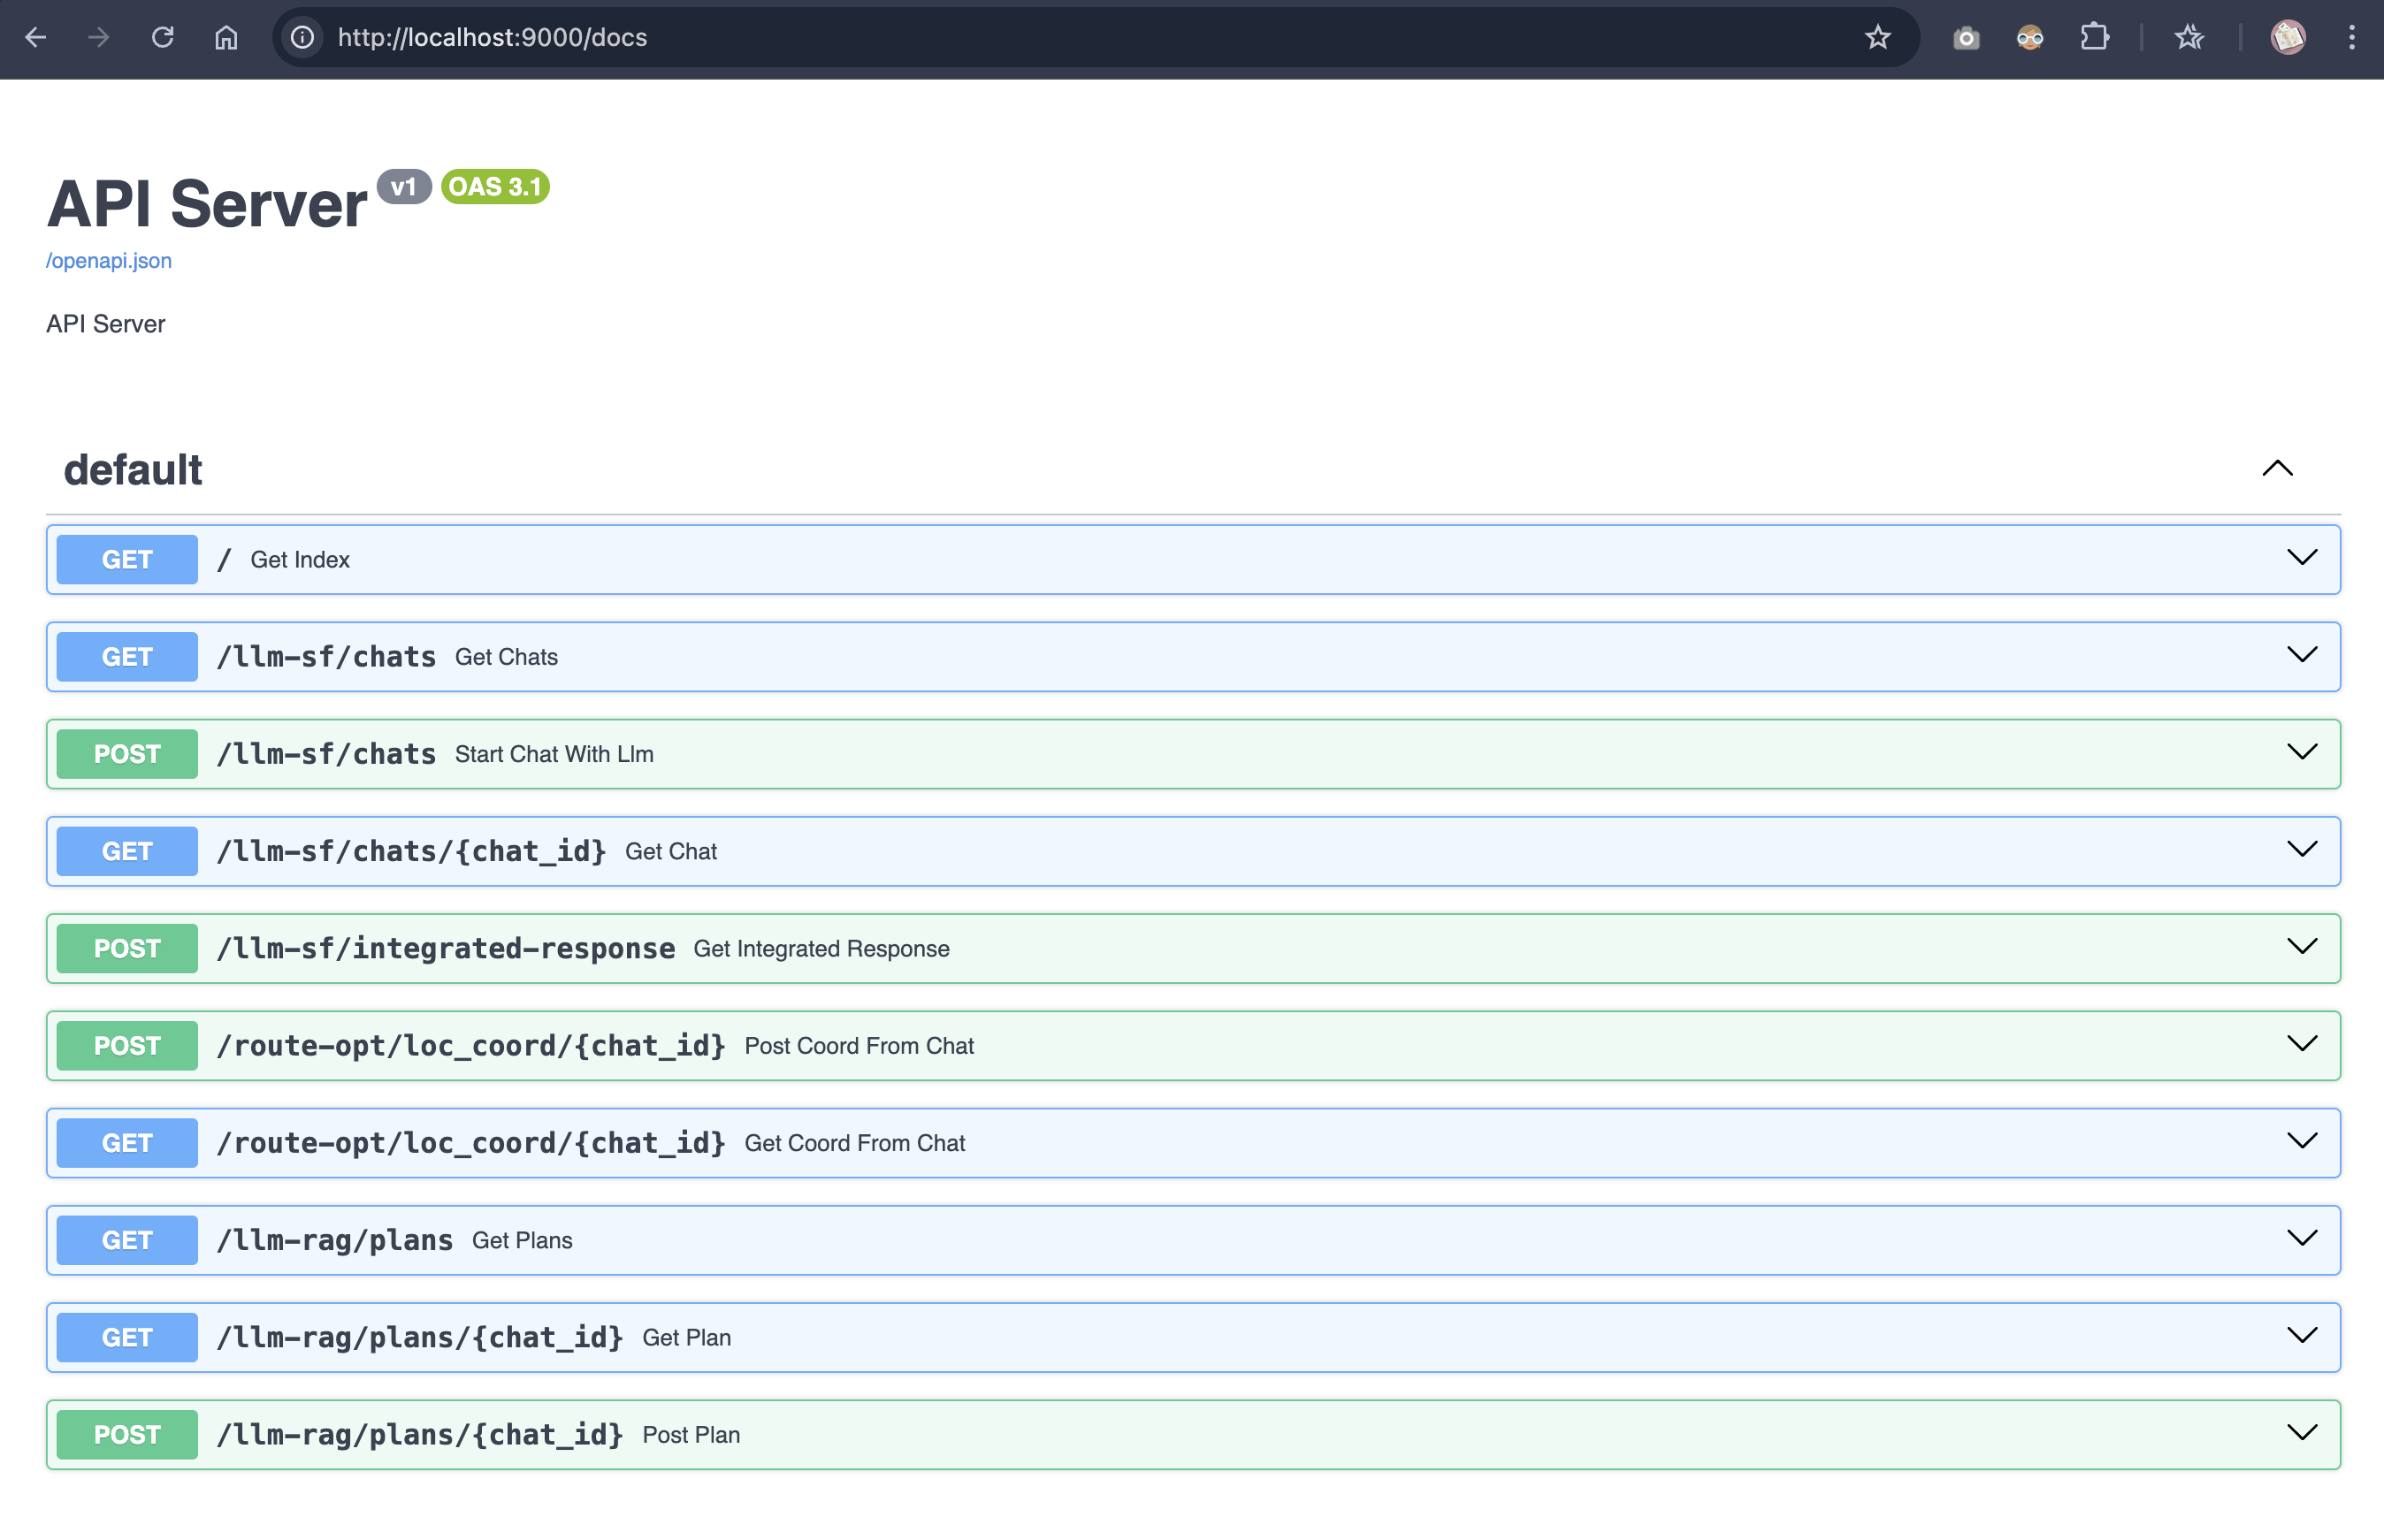 http://localhost:9000/docs
API Server v1 OAS 3.1
/openapi.json
API Server
default
GET / Get Index
GET /llm-sf/chats Get Chats
POST /llm-sf/chats Start Chat With Llm
GET /llm-sf/chats/{chat_id} Get Chat
POST /llm-sf/integrated-response Get Integrated Response
POST /route-opt/loc_coord/{chat_id} Post Coord From Chat
GET /route-opt/loc_coord/{chat_id} Get Coord From Chat
GET /llm-rag/plans Get Plans
GET /llm-rag/plans/{chat_id} Get Plan
POST /llm-rag/plans/{chat_id} Post Plan